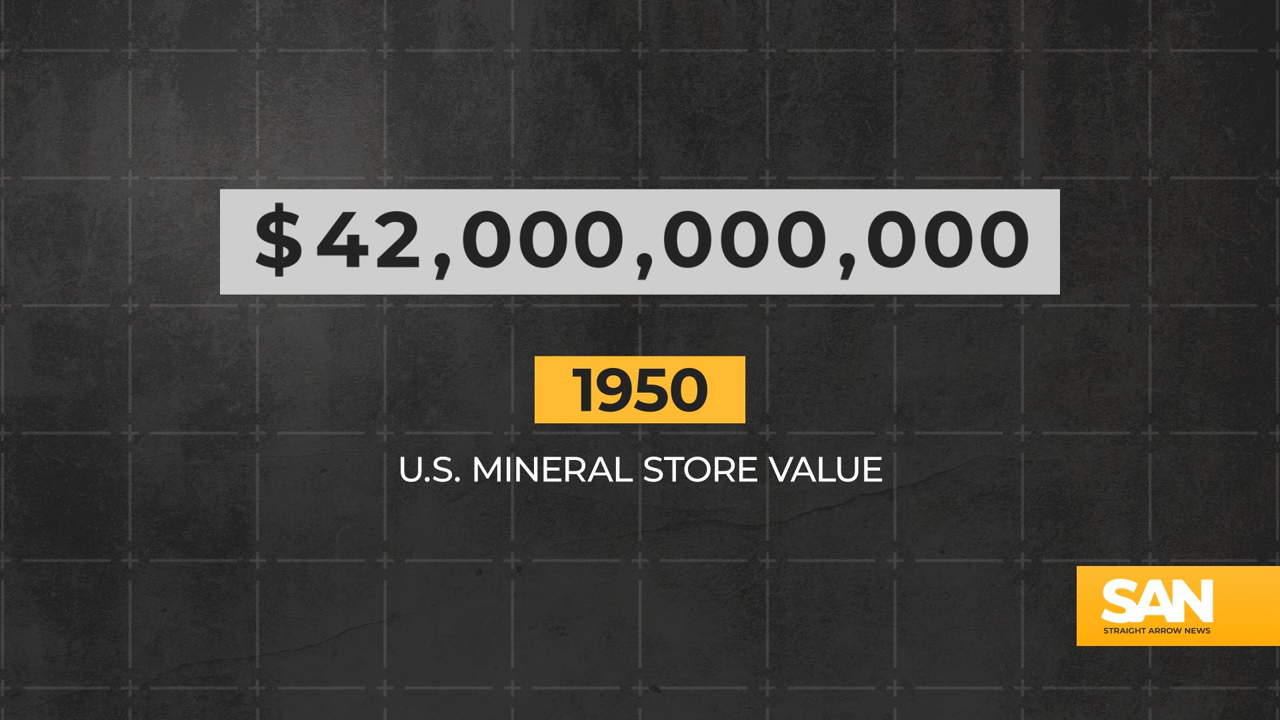 $42,000,000,000
1950
U.S. MINERAL STORE VALUE
SAN
STRAIGHT ARROW NEWS